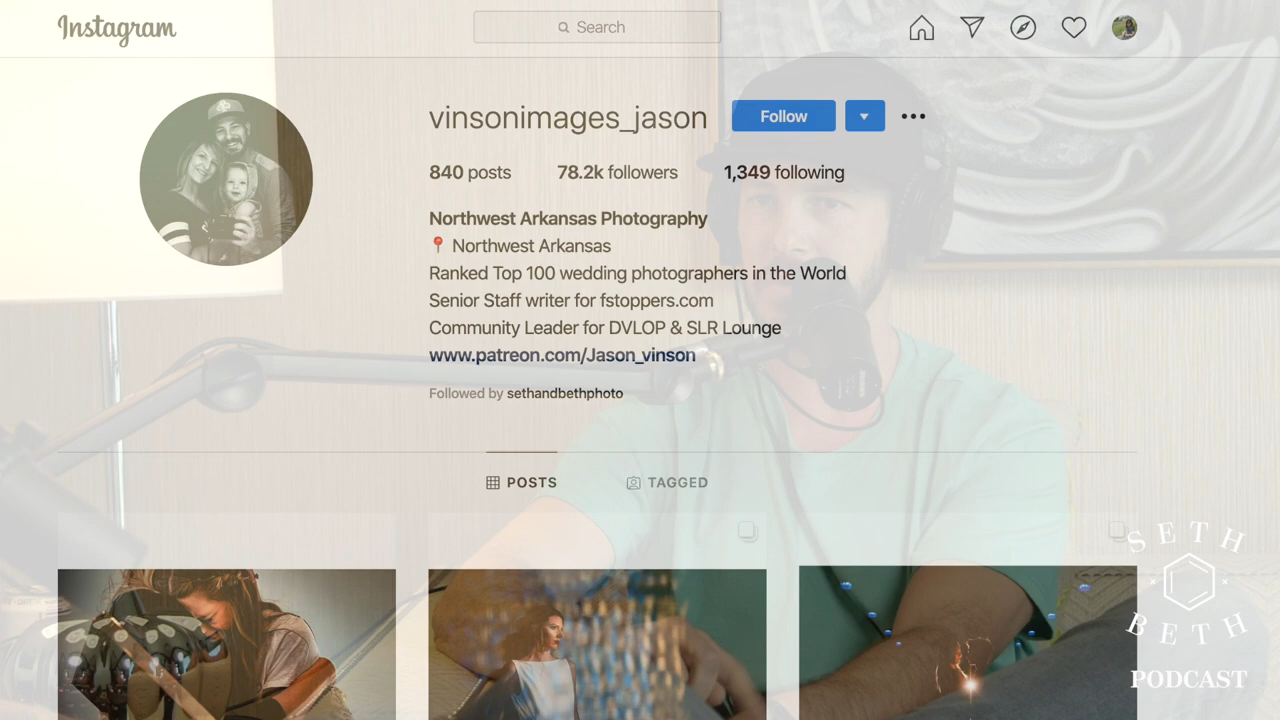 Instagram
Search
vinsonimages_jason
Follow
840 posts 78.2k followers 1,349 following
Northwest Arkansas Photography
📍 Northwest Arkansas
Ranked Top 100 wedding photographers in the World
Senior Staff writer for fstoppers.com
Community Leader for DVLOP & SLR Lounge
www.patreon.com/Jason_vinson
Followed by sethandbethphoto
POSTS TAGGED
SETH
BETH
PODCAST